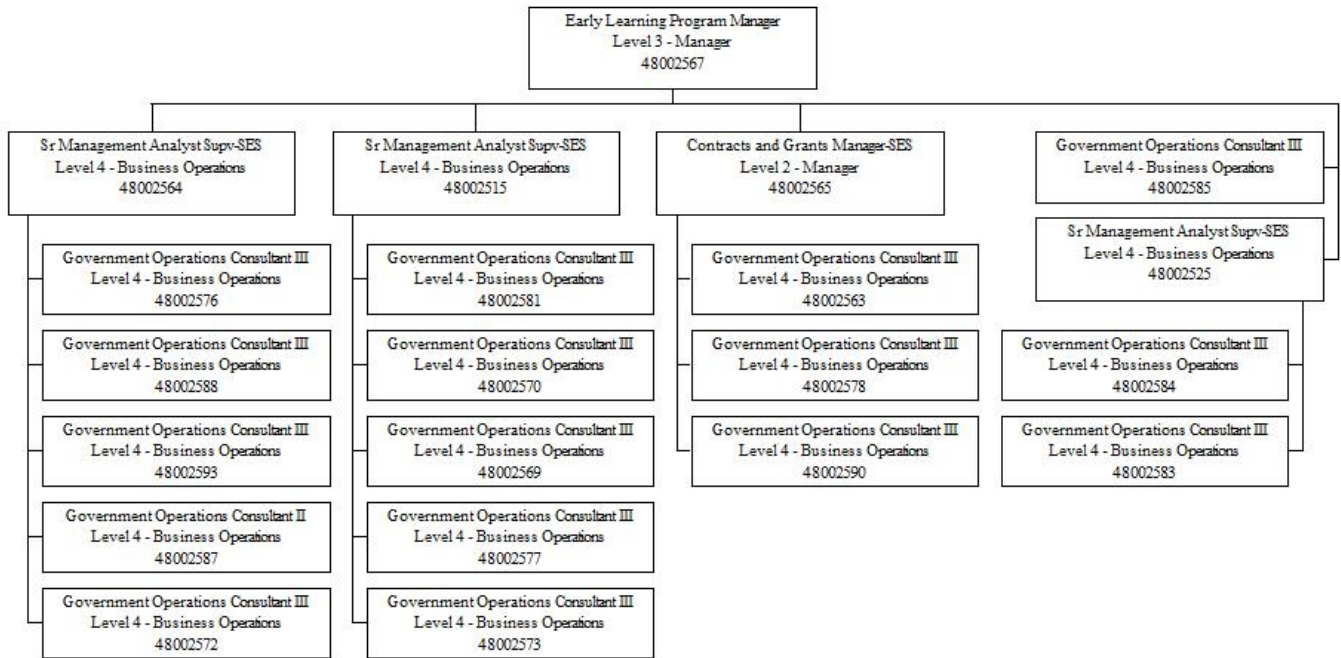 Early Learning Program Manager
Level 3 - Manager
48002567
Sr Management Analyst Supv-SES
Level 4 - Business Operations
48002564
Government Operations Consultant III
Level 4 - Business Operations
48002576
Government Operations Consultant III
Level 4 - Business Operations
48002588
Government Operations Consultant III
Level 4 - Business Operations
48002593
Government Operations Consultant II
Level 4 - Business Operations
48002587
Government Operations Consultant III
Level 4 - Business Operations
48002572
Sr Management Analyst Supv-SES
Level 4 - Business Operations
48002515
Government Operations Consultant III
Level 4 - Business Operations
48002581
Government Operations Consultant III
Level 4 - Business Operations
48002570
Government Operations Consultant III
Level 4 - Business Operations
48002569
Government Operations Consultant III
Level 4 - Business Operations
48002577
Government Operations Consultant III
Level 4 - Business Operations
48002573
Contracts and Grants Manager-SES
Level 2 - Manager
48002565
Government Operations Consultant III
Level 4 - Business Operations
48002563
Government Operations Consultant III
Level 4 - Business Operations
48002578
Government Operations Consultant III
Level 4 - Business Operations
48002590
Government Operations Consultant III
Level 4 - Business Operations
48002585
Sr Management Analyst Supv-SES
Level 4 - Business Operations
48002525
Government Operations Consultant III
Level 4 - Business Operations
48002584
Government Operations Consultant III
Level 4 - Business Operations
48002583